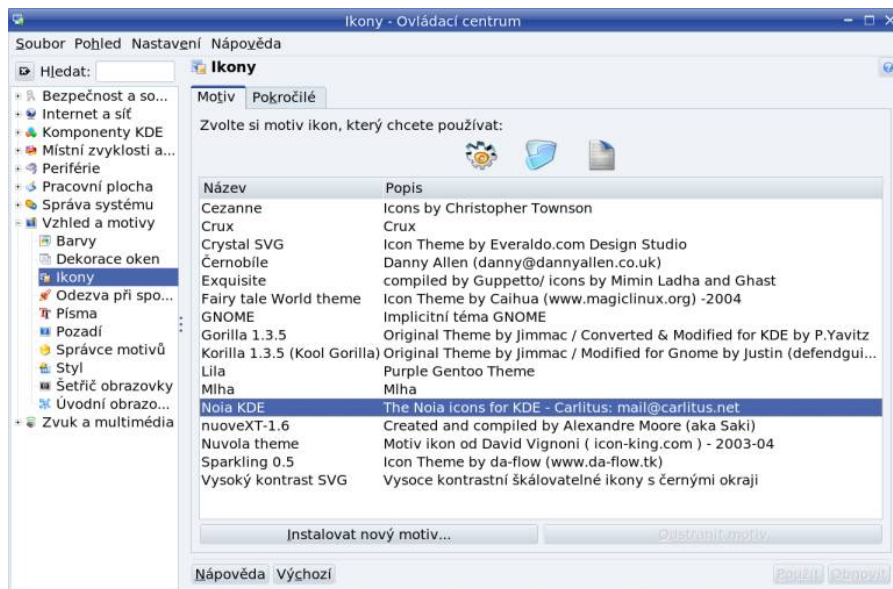 Ikony - Ovládací centrum
Soubor Pohled Nastavení Nápověda
Hledat:
Bezpečnost a so...
Internet a síť
Komponenty KDE
Místní zvyklosti a...
Periférie
Pracovní plocha
Správa systému
Vzhled a motivy
Barvy
Dekorace oken
Ikony
Odezva při spo...
Písma
Pozadí
Správce motivů
Styl
Šetřič obrazovky
Úvodní obrazo...
Zvuk a multimédia
Ikony
Motiv Pokročilé
Zvolte si motiv ikon, který chcete používat:
Název Popis
Cezanne Icons by Christopher Townson
Crux Crux
Crystal SVG Icon Theme by Everaldo.com Design Studio
Černobíle Danny Allen (danny@dannyallen.co.uk)
Exquisite compiled by Guppetto/ icons by Mimin Ladha and Ghast
Fairy tale World theme Icon Theme by Caihua (www.magiclinux.org) -2004
GNOME Implicitní téma GNOME
Gorilla 1.3.5 Original Theme by Jimmac / Converted & Modified for KDE by P.Yavitz
Korilla 1.3.5 (Kool Gorilla) Original Theme by Jimmac / Modified for Gnome by Justin (defendgui...
Lila Purple Gentoo Theme
Mlha Mlha
Noia KDE The Noia icons for KDE - Carlitus: mail@carlitus.net
nuoveXT-1.6 Created and compiled by Alexandre Moore (aka Saki)
Nuvola theme Motiv ikon od David Vignoni ( icon-king.com ) - 2003-04
Sparkling 0.5 Icon Theme by da-flow (www.da-flow.tk)
Vysoký kontrast SVG Vysoce kontrastní škálovatelné ikony s černými okraji
Instalovat nový motiv... Odstranit motiv
Nápověda Výchozí Použít Obnovit